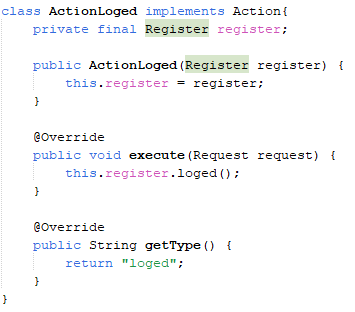 class ActionLoged implements Action{
    private final Register register;

    public ActionLoged(Register register) {
        this.register = register;
    }

    @Override
    public void execute(Request request) {
        this.register.loged();
    }

    @Override
    public String getType() {
        return "loged";
    }
}